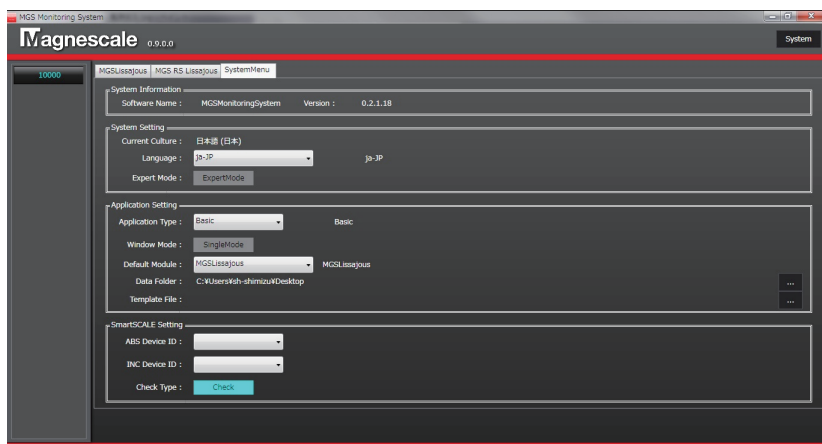 MGS Monitoring System
Magnescale 0.9.0.0
System
10000
MGSLissajous MGS RS Lissajous SystemMenu
System Information
Software Name : MGSMonitoringSystem Version : 0.2.1.18
System Setting
Current Culture : 日本語 (日本)
Language : ja-JP ja-JP
Expert Mode : ExpertMode
Application Setting
Application Type : Basic Basic
Window Mode : SingleMode
Default Module : MGSLissajous MGSLissajous
Data Folder : C:¥Users¥sh-shimizu¥Desktop ...
Template File : ...
SmartSCALE Setting
ABS Device ID :
INC Device ID :
Check Type : Check